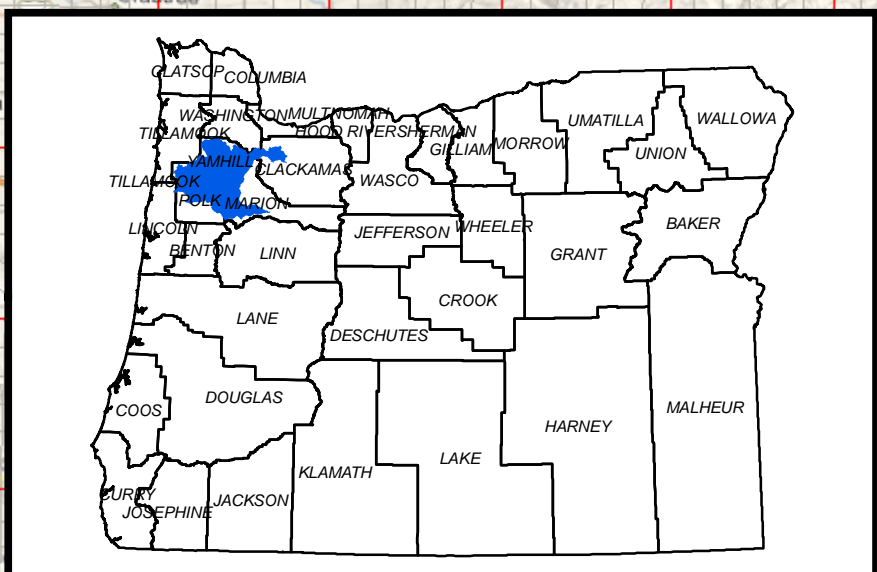 CLATSOP
COLUMBIA
WASHINGTON
MULTNOMAH
TILLAMOOK
HOOD RIVER
SHERMAN
GILLIAM
MORROW
UMATILLA
WALLOWA
UNION
YAMHILL
CLACKAMAS
TILLAMOOK
WASCO
POLK
MARION
LINCOLN
BENTON
LINN
JEFFERSON
WHEELER
GRANT
BAKER
CROOK
LANE
DESCHUTES
DOUGLAS
COOS
HARNEY
MALHEUR
LAKE
KLAMATH
CURRY
JOSEPHINE
JACKSON